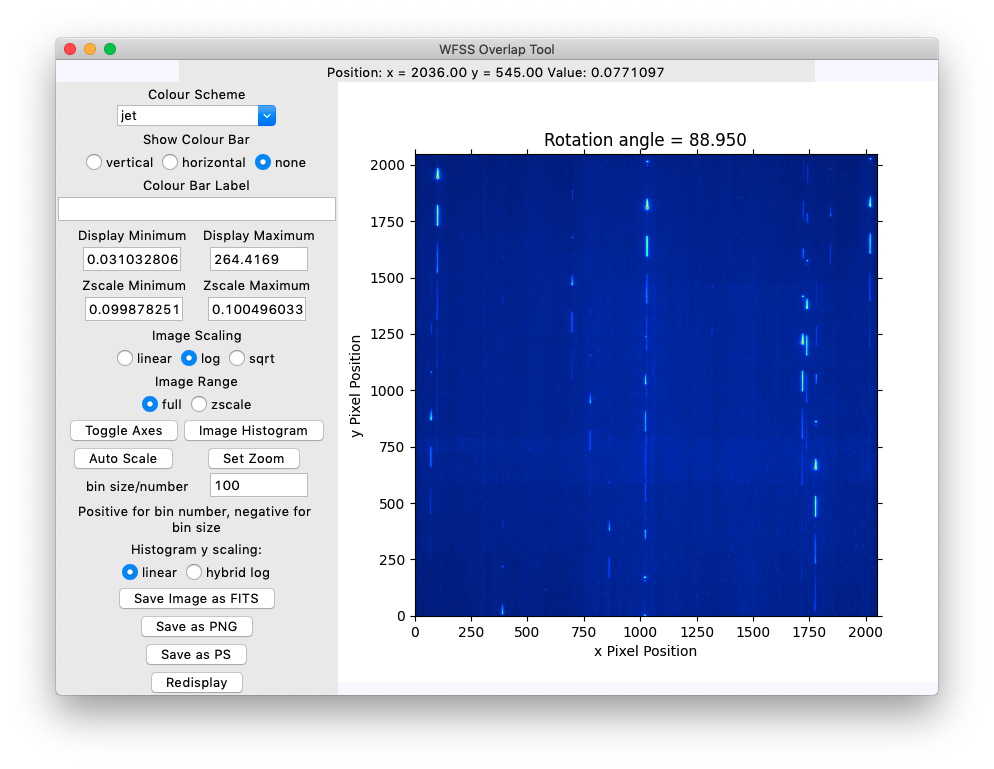 WFSS Overlap Tool
Position: x = 2036.00 y = 545.00 Value: 0.0771097
Colour Scheme
jet
Show Colour Bar
vertical horizontal none
Colour Bar Label
Display Minimum Display Maximum
0.031032806 264.4169
Zscale Minimum Zscale Maximum
0.099878251 0.100496033
Image Scaling
linear log sqrt
Image Range
full zscale
Toggle Axes Image Histogram
Auto Scale Set Zoom
bin size/number 100
Positive for bin number, negative for
bin size
Histogram y scaling:
linear hybrid log
Save Image as FITS
Save as PNG
Save as PS
Redisplay
Rotation angle = 88.950
2000
1750
1500
1250
1000
750
500
250
0
y Pixel Position
0 250 500 750 1000 1250 1500 1750 2000
x Pixel Position